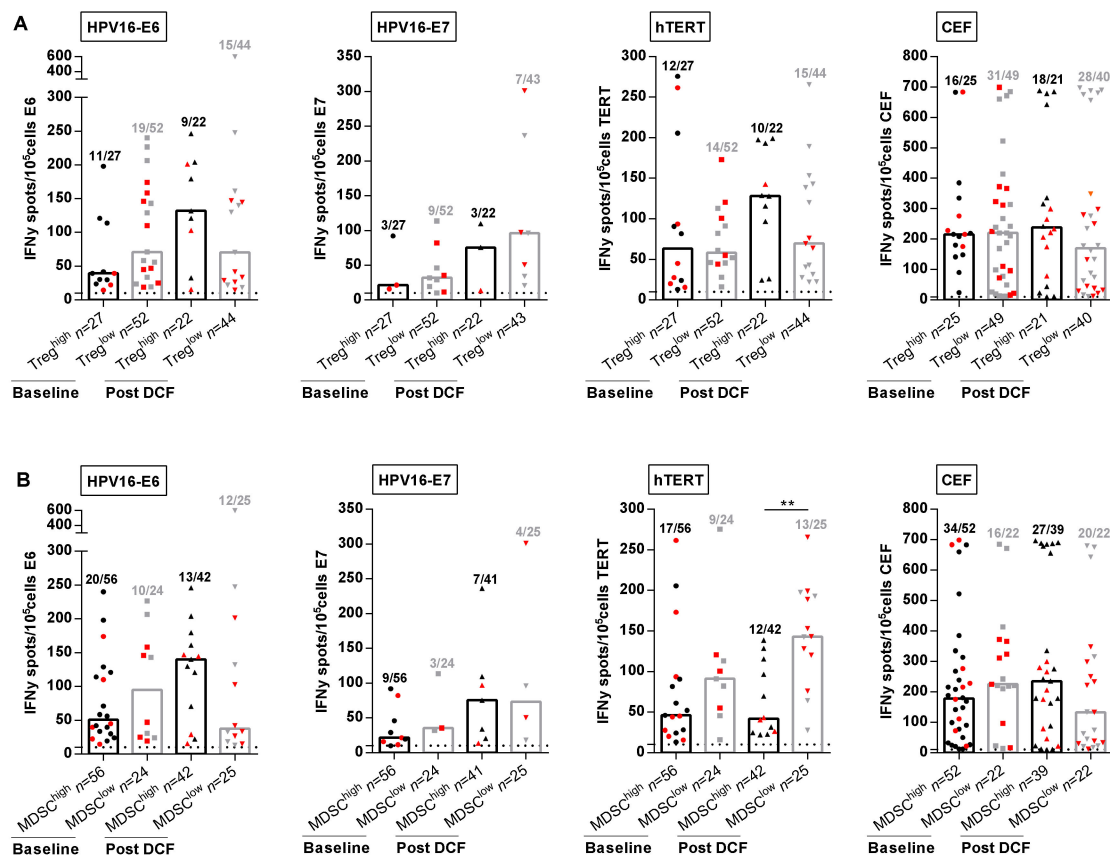 A
HPV16-E6
IFNγ spots/10⁵cells E6
600
400
300
250
200
150
100
50
0
11/27
19/52
9/22
15/44
Treg^high n=27
Treg^low n=52
Treg^high n=22
Treg^low n=44
Baseline
Post DCF
HPV16-E7
IFNγ spots/10⁵cells E7
350
300
250
200
150
100
50
0
3/27
9/52
3/22
7/43
Treg^high n=27
Treg^low n=52
Treg^high n=22
Treg^low n=43
Baseline
Post DCF
hTERT
IFNγ spots/10⁵cells TERT
300
250
200
150
100
50
0
12/27
14/52
10/22
15/44
Treg^high n=27
Treg^low n=52
Treg^high n=22
Treg^low n=44
Baseline
Post DCF
CEF
IFNγ spots/10⁵cells CEF
800
700
600
500
400
300
200
100
0
16/25
31/49
18/21
28/40
Treg^high n=25
Treg^low n=49
Treg^high n=21
Treg^low n=40
Baseline
Post DCF
B
HPV16-E6
IFNγ spots/10⁵cells E6
600
400
300
250
200
150
100
50
0
20/56
10/24
13/42
12/25
MDSC^high n=56
MDSC^low n=24
MDSC^high n=42
MDSC^low n=25
Baseline
Post DCF
HPV16-E7
IFNγ spots/10⁵cells E7
350
300
250
200
150
100
50
0
9/56
3/24
7/41
4/25
MDSC^high n=56
MDSC^low n=24
MDSC^high n=41
MDSC^low n=25
Baseline
Post DCF
hTERT
IFNγ spots/10⁵cells TERT
300
250
200
150
100
50
0
17/56
9/24
12/42
**
13/25
MDSC^high n=56
MDSC^low n=24
MDSC^high n=42
MDSC^low n=25
Baseline
Post DCF
CEF
IFNγ spots/10⁵cells CEF
800
700
600
500
400
300
200
100
0
34/52
16/22
27/39
20/22
MDSC^high n=52
MDSC^low n=22
MDSC^high n=39
MDSC^low n=22
Baseline
Post DCF